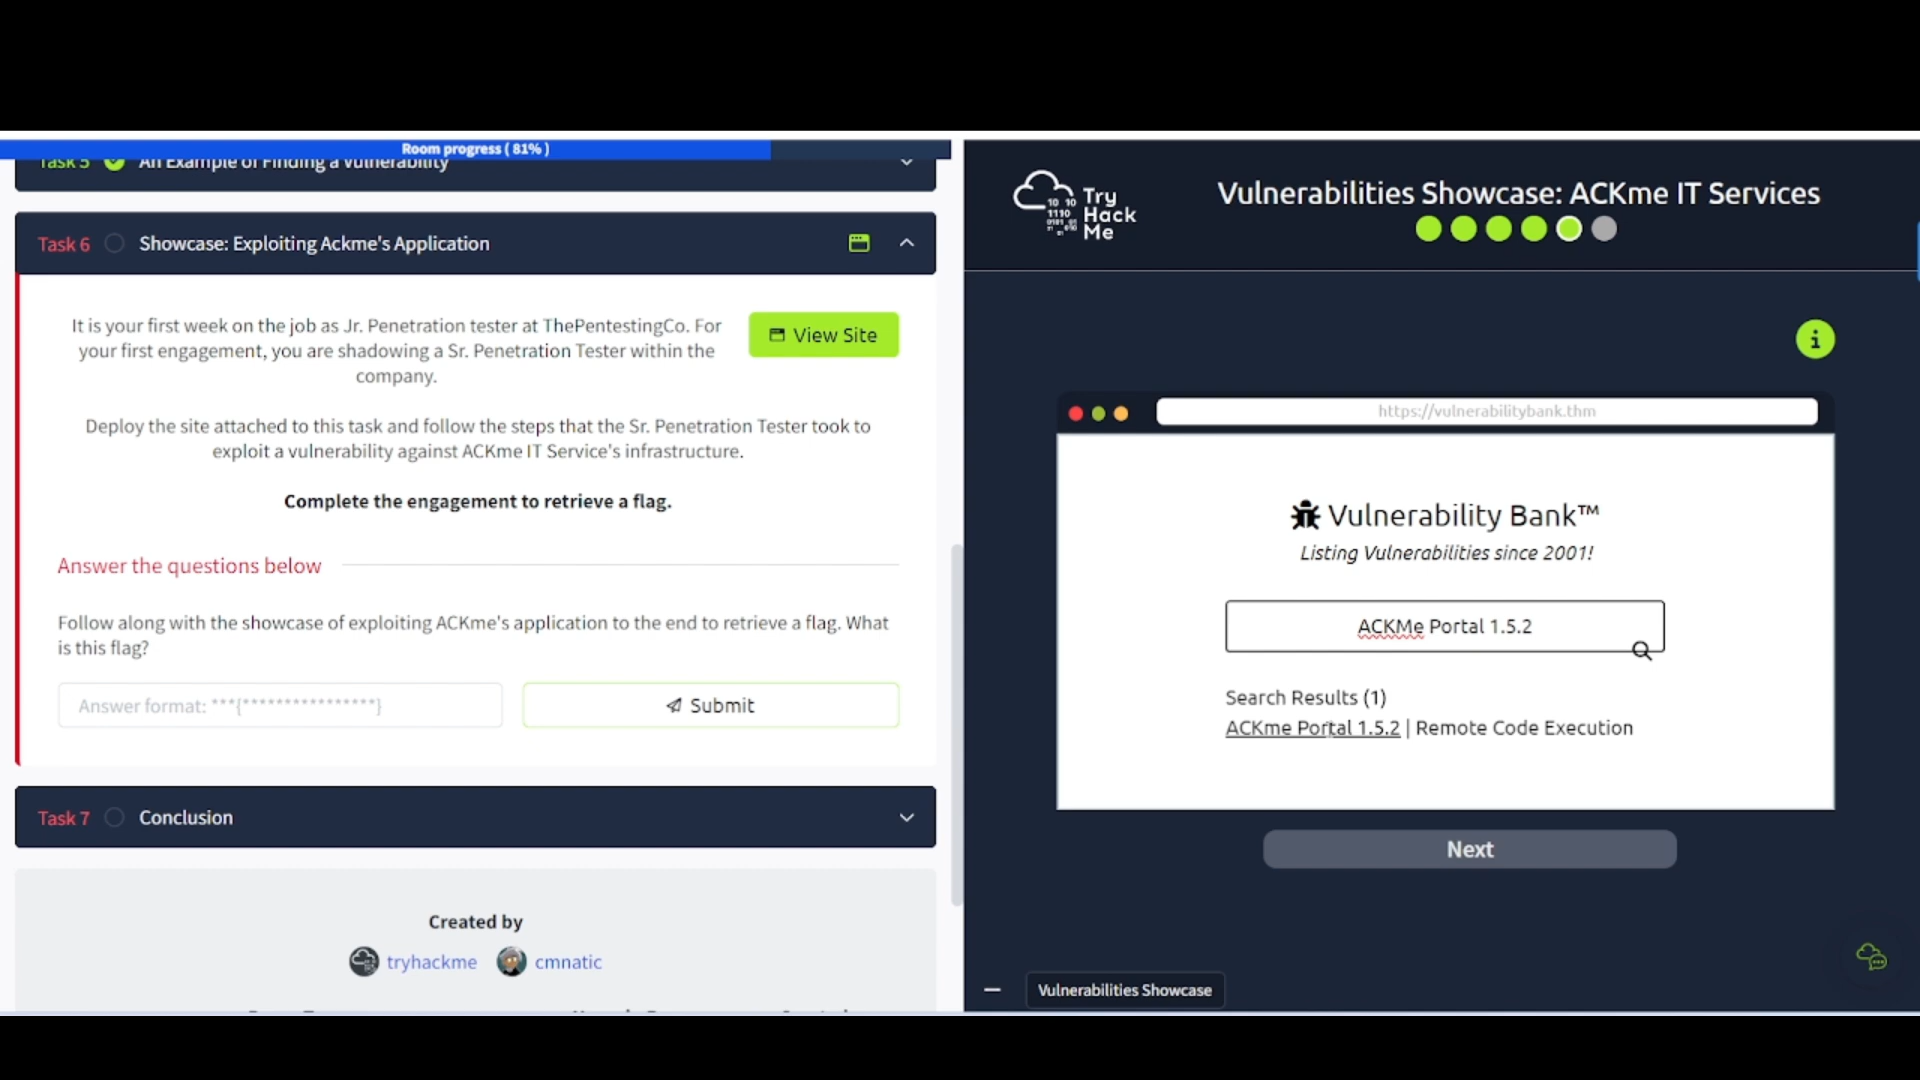 Room progress ( 81% )
Task 5 An Example of Finding a Vulnerability
Task 6 Showcase: Exploiting Ackme's Application
It is your first week on the job as Jr. Penetration tester at ThePentestingCo. For
your first engagement, you are shadowing a Sr. Penetration Tester within the
company.
View Site
Deploy the site attached to this task and follow the steps that the Sr. Penetration Tester took to
exploit a vulnerability against ACKme IT Service's infrastructure.
Complete the engagement to retrieve a flag.
Answer the questions below
Follow along with the showcase of exploiting ACKme's application to the end to retrieve a flag. What
is this flag?
Answer format: ***{****************}
Submit
Task 7 Conclusion
Created by
tryhackme cmnatic
Try
Hack
Me
Vulnerabilities Showcase: ACKme IT Services
https://vulnerabilitybank.thm
Vulnerability Bank™
Listing Vulnerabilities since 2001!
ACKMe Portal 1.5.2
Search Results (1)
ACKme Portal 1.5.2 | Remote Code Execution
Next
Vulnerabilities Showcase